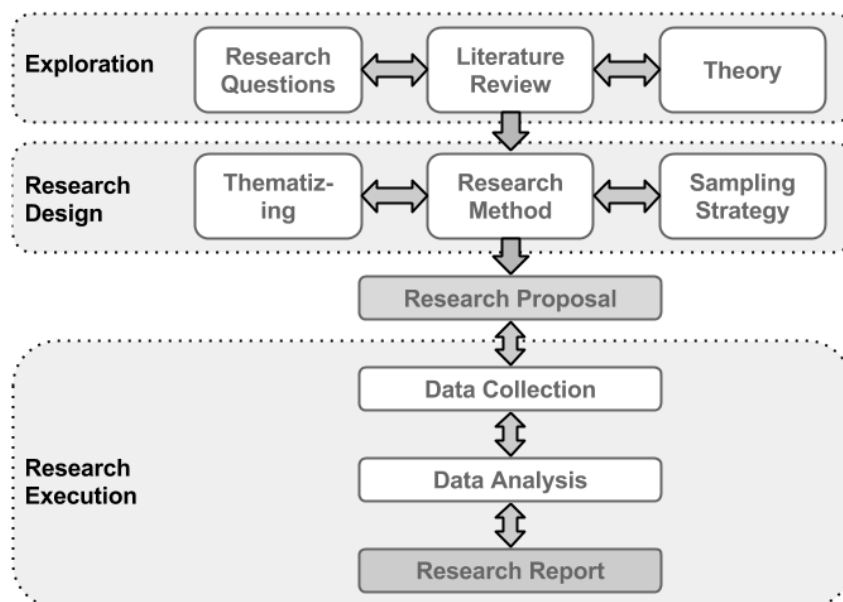 Exploration
Research
Questions
Literature
Review
Theory
Research
Design
Thematiz-
ing
Research
Method
Sampling
Strategy
Research Proposal
Research
Execution
Data Collection
Data Analysis
Research Report